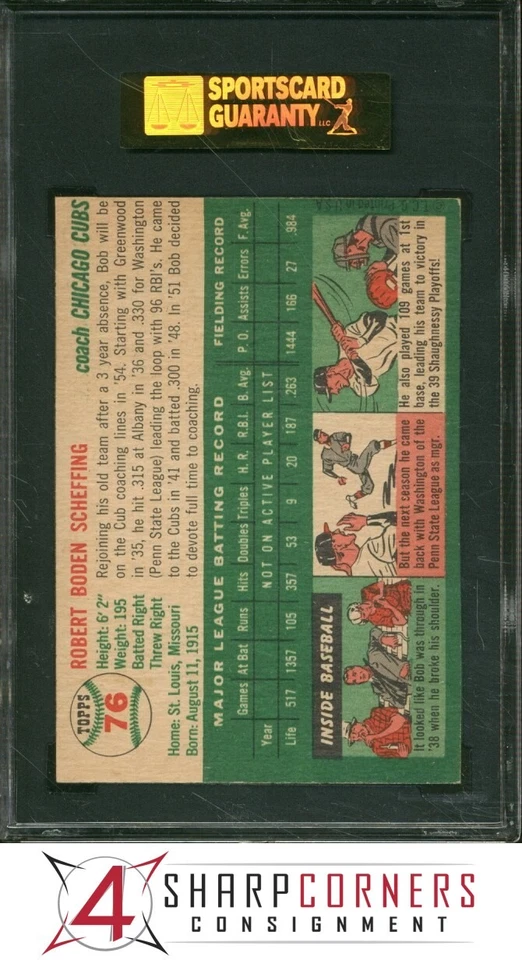 SPORTSCARD
GUARANTY LLC
TOPPS
76
ROBERT BODEN SCHEFFING
coach CHICAGO CUBS
Height: 6' 2"
Weight: 195
Batted Right
Threw Right
Home: St. Louis, Missouri
Born: August 11, 1915
Rejoining his old team after a 3 year absence, Bob will be
on the Cub coaching lines in '54. Starting with Greenwood
in '35, he hit .315 at Albany in '36 and .330 for Washington
(Penn State League) leading the loop with 96 RBI's. He came
to the Cubs in '41 and batted .300 in '48. In '51 Bob decided
to devote full time to coaching.
MAJOR LEAGUE BATTING RECORD FIELDING RECORD
Games At Bat Runs Hits Doubles Triples H. R. R.B.I. B. Avg. P. O. Assists Errors F. Avg.
Year NOT ON ACTIVE PLAYER LIST
Life 517 1357 105 357 53 9 20 187 .263 1444 166 27 .984
INSIDE BASEBALL
It looked like Bob was through in
'38 when he broke his shoulder.
But the next season he came
back with Washington of the
Penn State League as mgr.
He also played 109 games at 1st
base, leading his team to victory in
the 39 Shaughnessy Playoffs!
T. C. G. Printed in U.S.A.
4 SHARPCORNERS
CONSIGNMENT